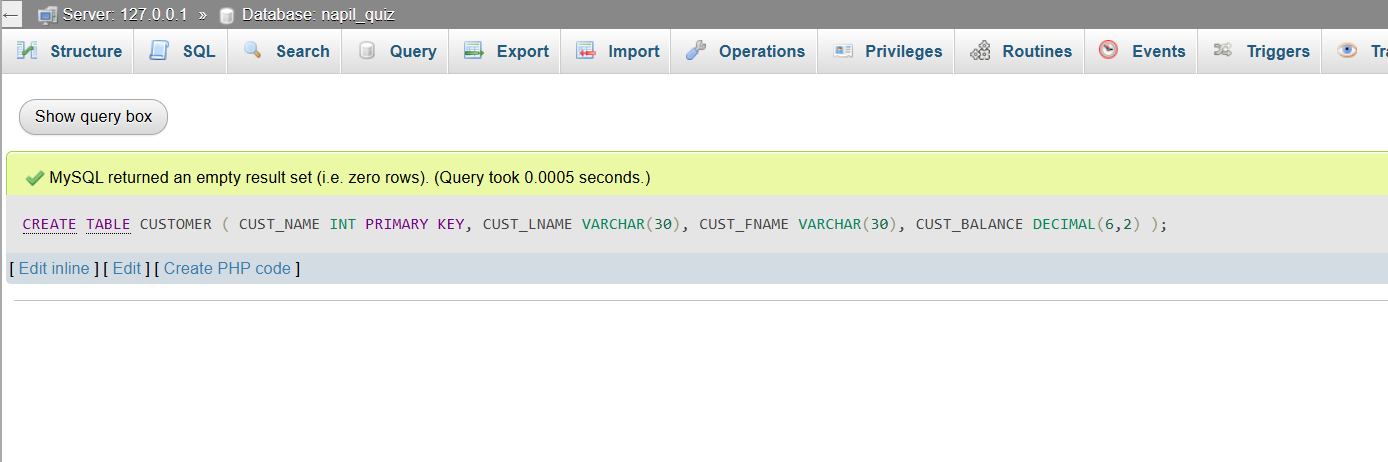 ← Server: 127.0.0.1 » Database: napil_quiz
Structure SQL Search Query Export Import Operations Privileges Routines Events Triggers
Show query box
MySQL returned an empty result set (i.e. zero rows). (Query took 0.0005 seconds.)
CREATE TABLE CUSTOMER ( CUST_NAME INT PRIMARY KEY, CUST_LNAME VARCHAR(30), CUST_FNAME VARCHAR(30), CUST_BALANCE DECIMAL(6,2) );
[ Edit inline ] [ Edit ] [ Create PHP code ]